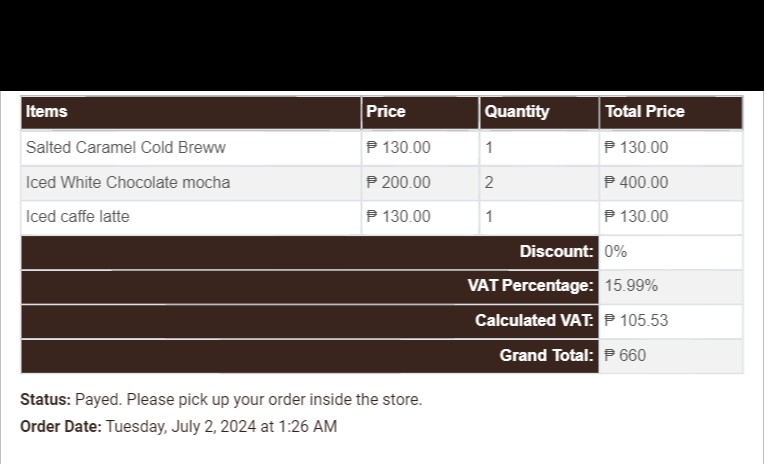 Items Price Quantity Total Price
Salted Caramel Cold Breww ₱ 130.00 1 ₱ 130.00
Iced White Chocolate mocha ₱ 200.00 2 ₱ 400.00
Iced caffe latte ₱ 130.00 1 ₱ 130.00
Discount: 0%
VAT Percentage: 15.99%
Calculated VAT: ₱ 105.53
Grand Total: ₱ 660
Status: Payed. Please pick up your order inside the store.
Order Date: Tuesday, July 2, 2024 at 1:26 AM